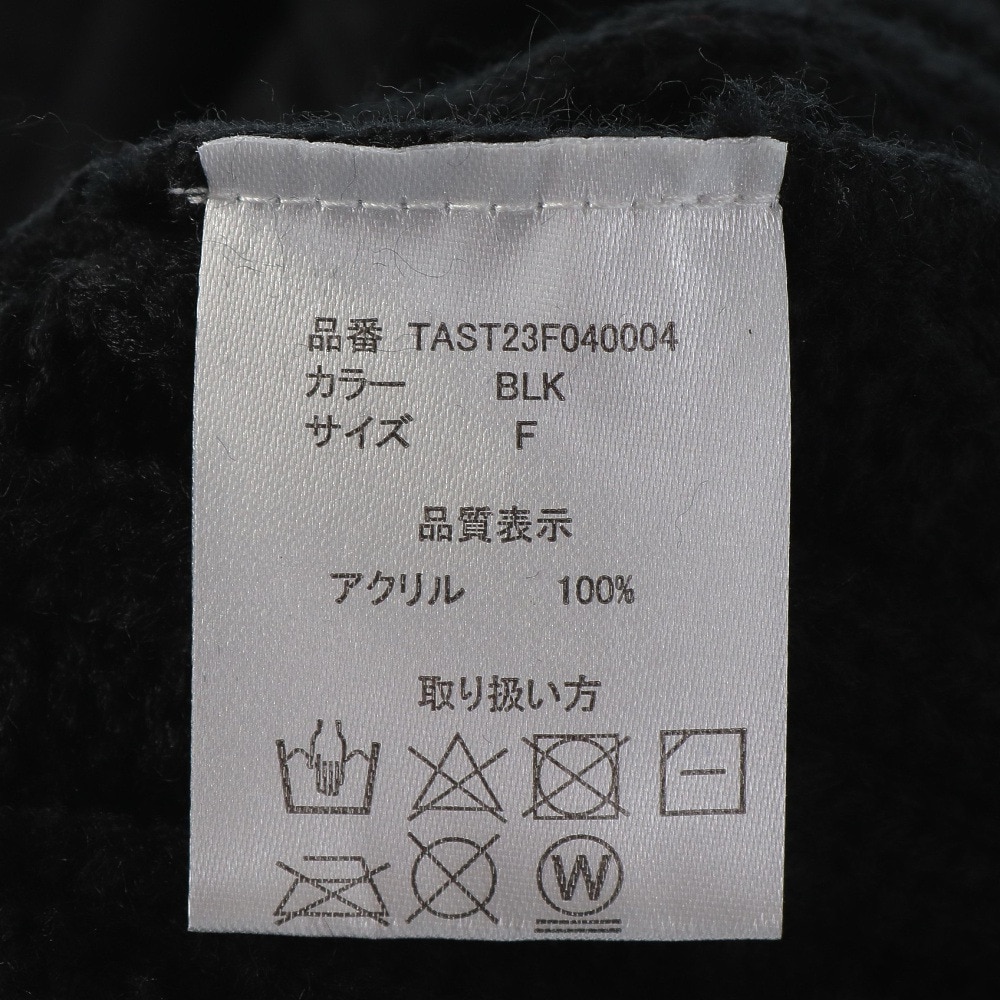 品番 TAST23F040004
カラー BLK
サイズ F
品質表示
アクリル 100%
取り扱い方
W